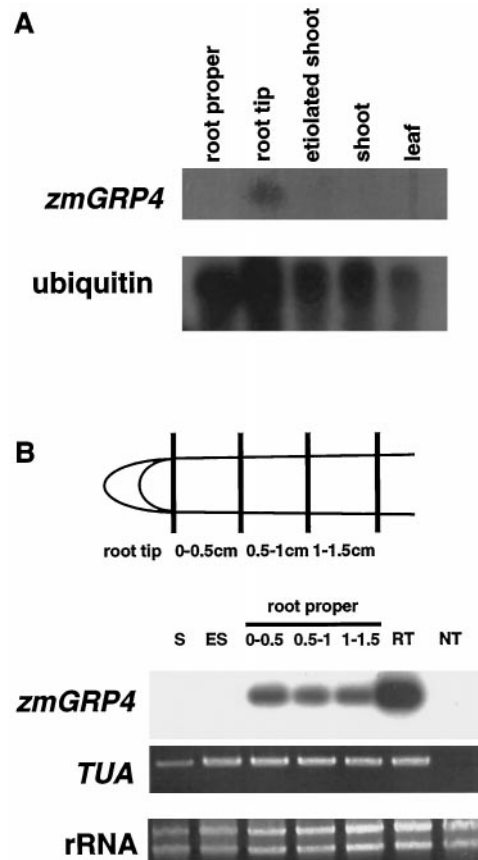 A
root proper
root tip
etiolated shoot
shoot
leaf
zmGRP4
ubiquitin
B
root tip 0-0.5cm 0.5-1cm 1-1.5cm
root proper
S ES 0-0.5 0.5-1 1-1.5 RT NT
zmGRP4
TUA
rRNA